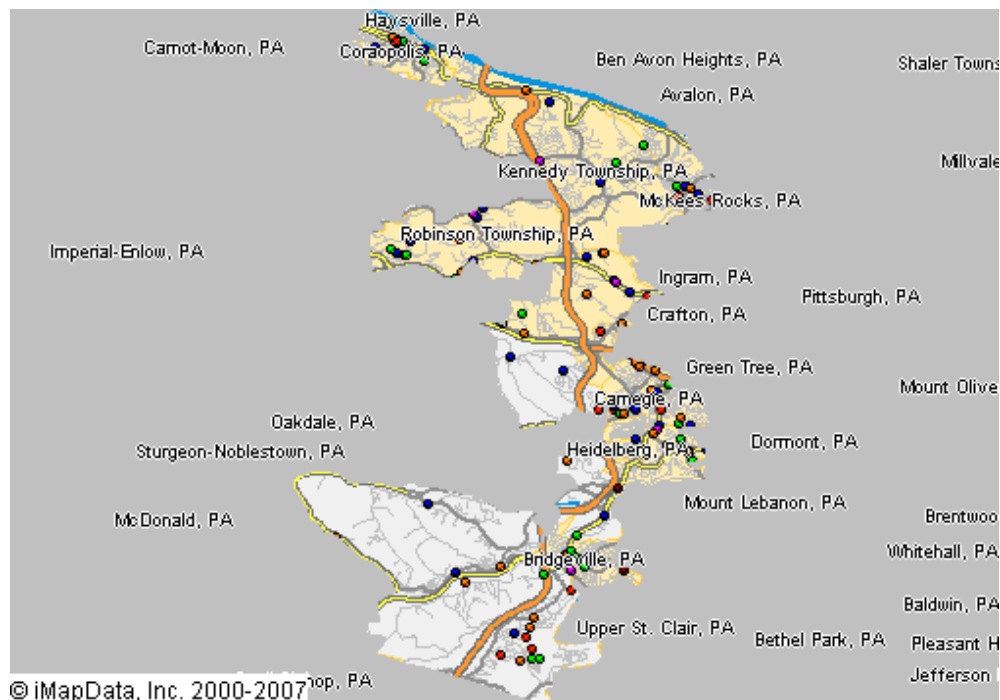 Haysville, PA
Carnot-Moon, PA
Coraopolis, PA
Ben Avon Heights, PA
Shaler Towns
Avalon, PA
Millvale
Kennedy Township, PA
McKees Rocks, PA
Robinson Township, PA
Imperial-Enlow, PA
Ingram, PA
Pittsburgh, PA
Crafton, PA
Green Tree, PA
Mount Olive
Carnegie, PA
Oakdale, PA
Dormont, PA
Sturgeon-Noblestown, PA
Heidelberg, PA
Mount Lebanon, PA
McDonald, PA
Brentwoo
Whitehall, PA
Bridgeville, PA
Baldwin, PA
Upper St. Clair, PA
Bethel Park, PA
Pleasant H
Jefferson
hop, PA
© iMapData, Inc. 2000-2007